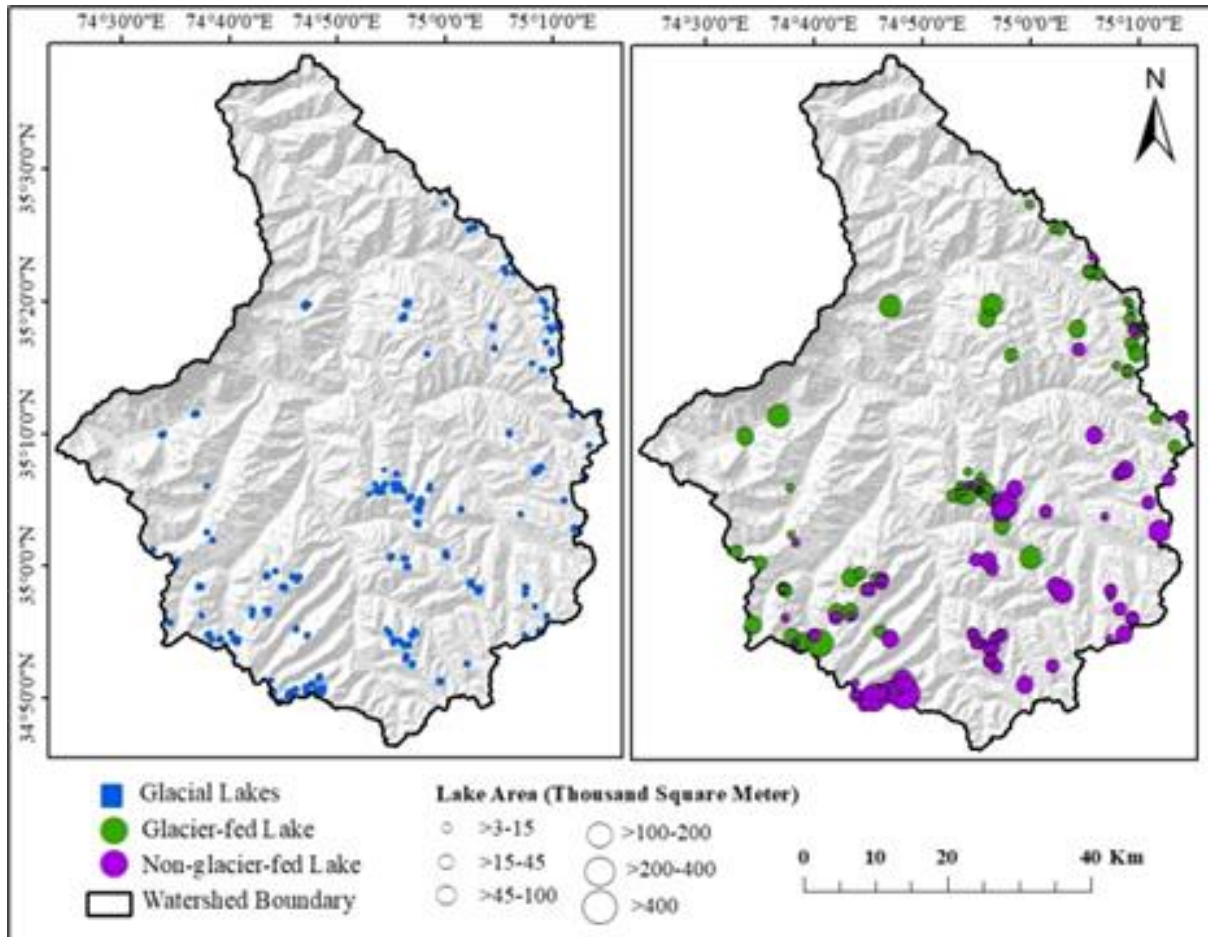 74°30'0"E 74°40'0"E 74°50'0"E 75°0'0"E 75°10'0"E
74°30'0"E 74°40'0"E 74°50'0"E 75°0'0"E 75°10'0"E
N
35°30'0"N
35°20'0"N
35°10'0"N
35°0'0"N
34°50'0"N
Glacial Lakes
Glacier-fed Lake
Non-glacier-fed Lake
Watershed Boundary
Lake Area (Thousand Square Meter)
>3-15
>15-45
>45-100
>100-200
>200-400
>400
0 10 20 40 Km